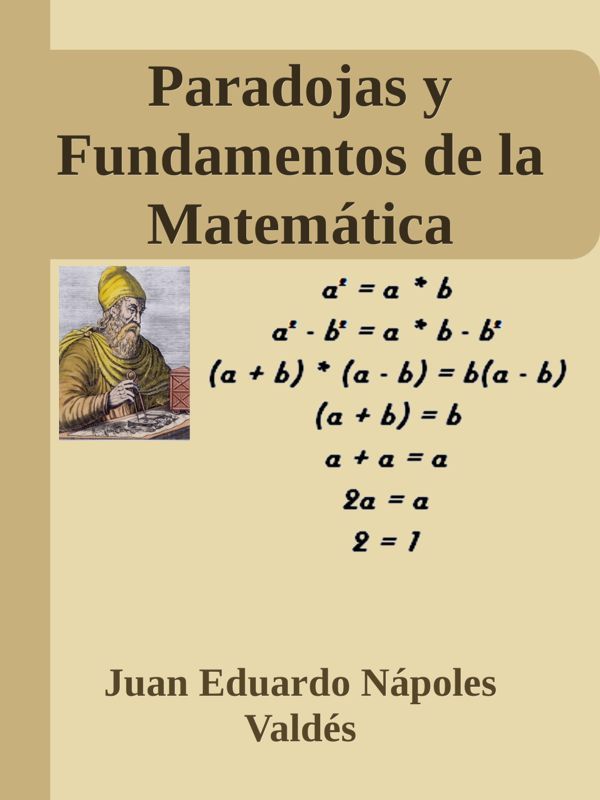 Paradojas y
Fundamentos de la
Matemática
a² = a * b
a² - b² = a * b - b²
(a + b) * (a - b) = b(a - b)
(a + b) = b
a + a = a
2a = a
2 = 1
Juan Eduardo Nápoles
Valdés